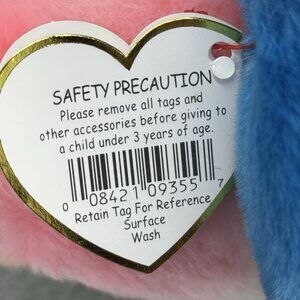 SAFETY PRECAUTION
Please remove all tags and
other accessories before giving to
a child under 3 years of age.
0 08421 09355 7
Retain Tag For Reference
Surface
Wash